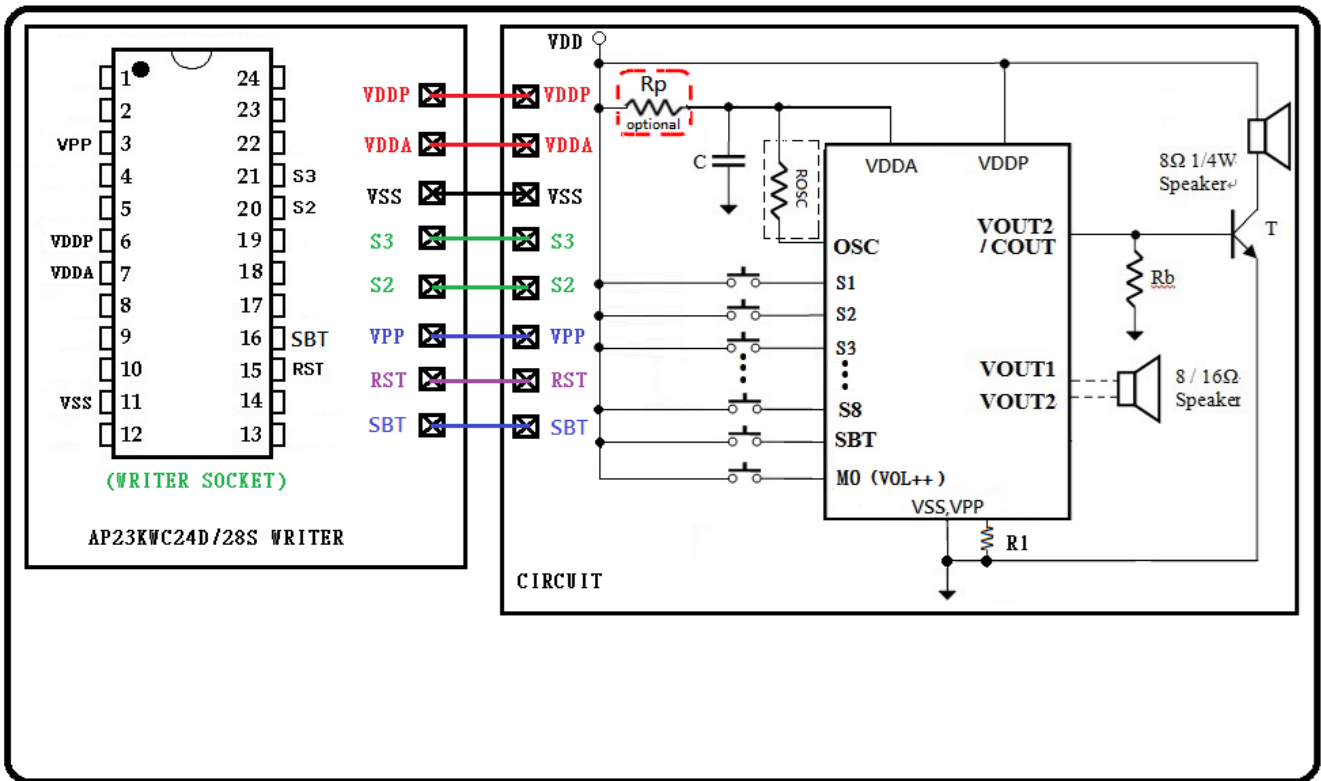 1
2
VPP 3
4
5
VDDP 6
VDDA 7
8
9
10
VSS 11
12
24
23
22
21 S3
20 S2
19
18
17
16 SBT
15 RST
14
13
(WRITER SOCKET)
AP23KWC24D/28S WRITER
VDDP
VDDA
VSS
S3
S2
VPP
RST
SBT
VDDP
VDDA
VSS
S3
S2
VPP
RST
SBT
CIRCUIT
VDD
Rp
optional
C
ROSC
VDDA VDDP
OSC
S1
S2
S3
S8
SBT
M0 (VOL++)
VOUT2
/ COUT
VOUT1
VOUT2
VSS,VPP
R1
8Ω 1/4W
Speaker↵
T
Rb
8 / 16Ω
Speaker